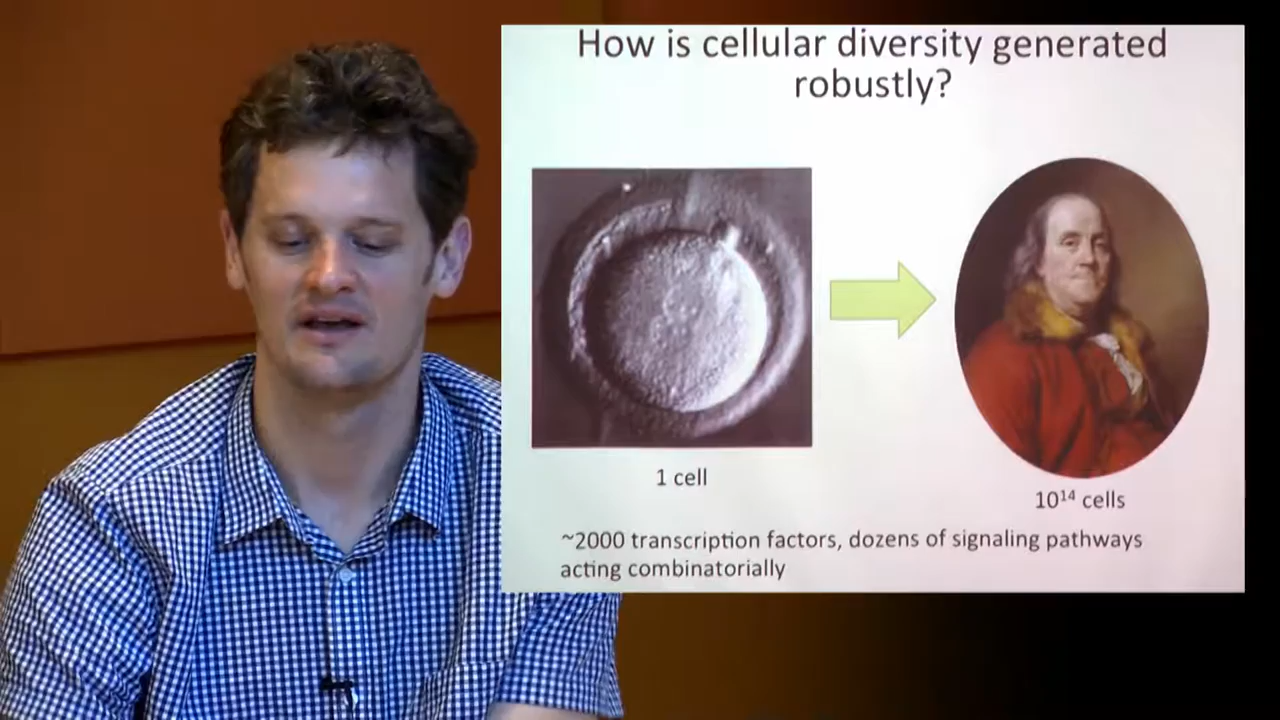 How is cellular diversity generated
robustly?
1 cell
10¹⁴ cells
~2000 transcription factors, dozens of signaling pathways
acting combinatorially